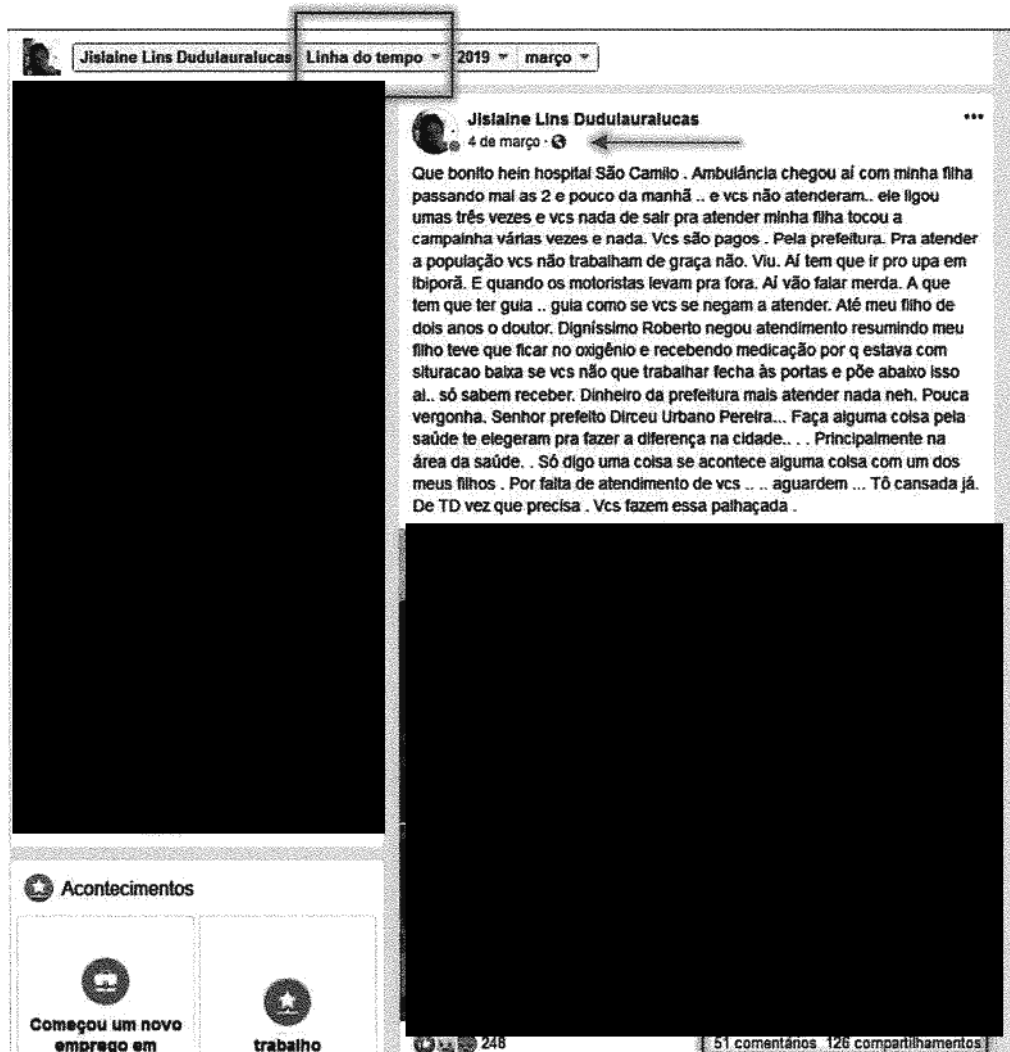 Jislaine Lins Dudulauralucas Linha do tempo 2019 março
Jislaine Lins Dudulauralucas
4 de março
Que bonito hein hospital São Camilo . Ambulância chegou aí com minha filha
passando mal as 2 e pouco da manhã .. e vcs não atenderam.. ele ligou
umas três vezes e vcs nada de sair pra atender minha filha tocou a
campainha várias vezes e nada. Vcs são pagos . Pela prefeitura. Pra atender
a população vcs não trabalham de graça não. Viu. Aí tem que ir pro upa em
Ibiporã. E quando os motoristas levam pra fora. Aí vão falar merda. A que
tem que ter guia .. guia como se vcs se negam a atender. Até meu filho de
dois anos o doutor. Digníssimo Roberto negou atendimento resumindo meu
filho teve que ficar no oxigênio e recebendo medicação por q estava com
situracao baixa se vcs não que trabalhar fecha às portas e põe abaixo isso
ai.. só sabem receber. Dinheiro da prefeitura mais atender nada neh. Pouca
vergonha. Senhor prefeito Dirceu Urbano Pereira... Faça alguma coisa pela
saúde te elegeram pra fazer a diferença na cidade.. . . Principalmente na
área da saúde. . Só digo uma coisa se acontece alguma coisa com um dos
meus filhos . Por falta de atendimento de vcs .. .. aguardem ... Tô cansada já.
De TD vez que precisa . Vcs fazem essa palhaçada .
Acontecimentos
Começou um novo
emprego em
trabalho
248
51 comentários 126 compartilhamentos